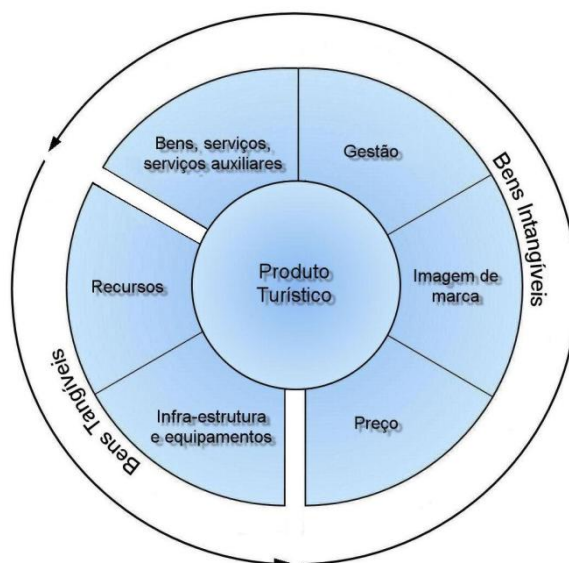 Bens, serviços,
serviços auxiliares
Gestão
Bens Intangíveis
Recursos
Produto
Turístico
Imagem de
marca
Bens Tangíveis
Infra-estrutura
e equipamentos
Preço